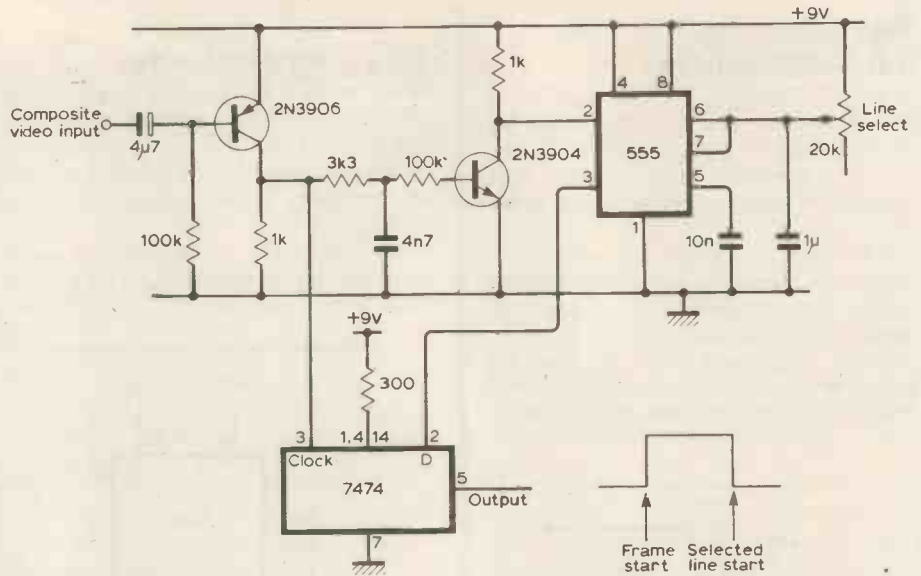 +9V
1k
Composite
video input
4µ7
2N3906
4
8
2
6
7
3
5
1
555
Line
select
20k
3k3
100k
2N3904
100k
1k
4n7
10n
1µ
+9V
300
3
1,4
14
2
Clock
D
7474
5
Output
7
Frame
start
Selected
line start